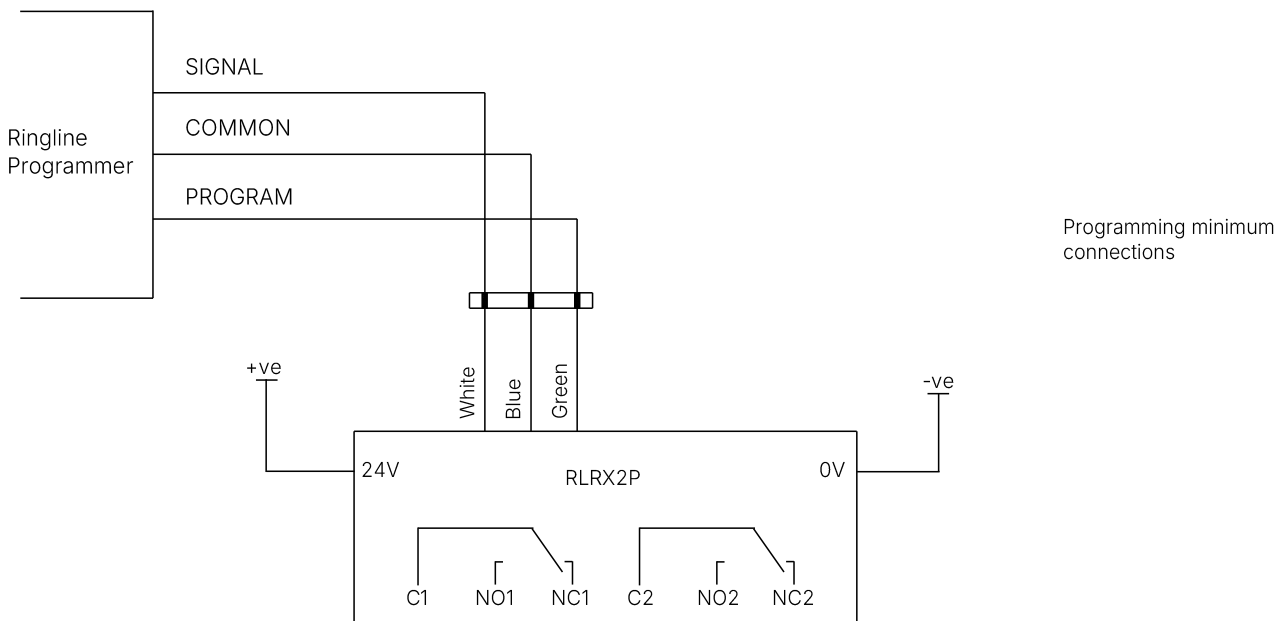 SIGNAL
COMMON
Ringline
Programmer
PROGRAM
Programming minimum
connections
+ve
-ve
White
Blue
Green
24V
RLRX2P
0V
C1
NO1
NC1
C2
NO2
NC2